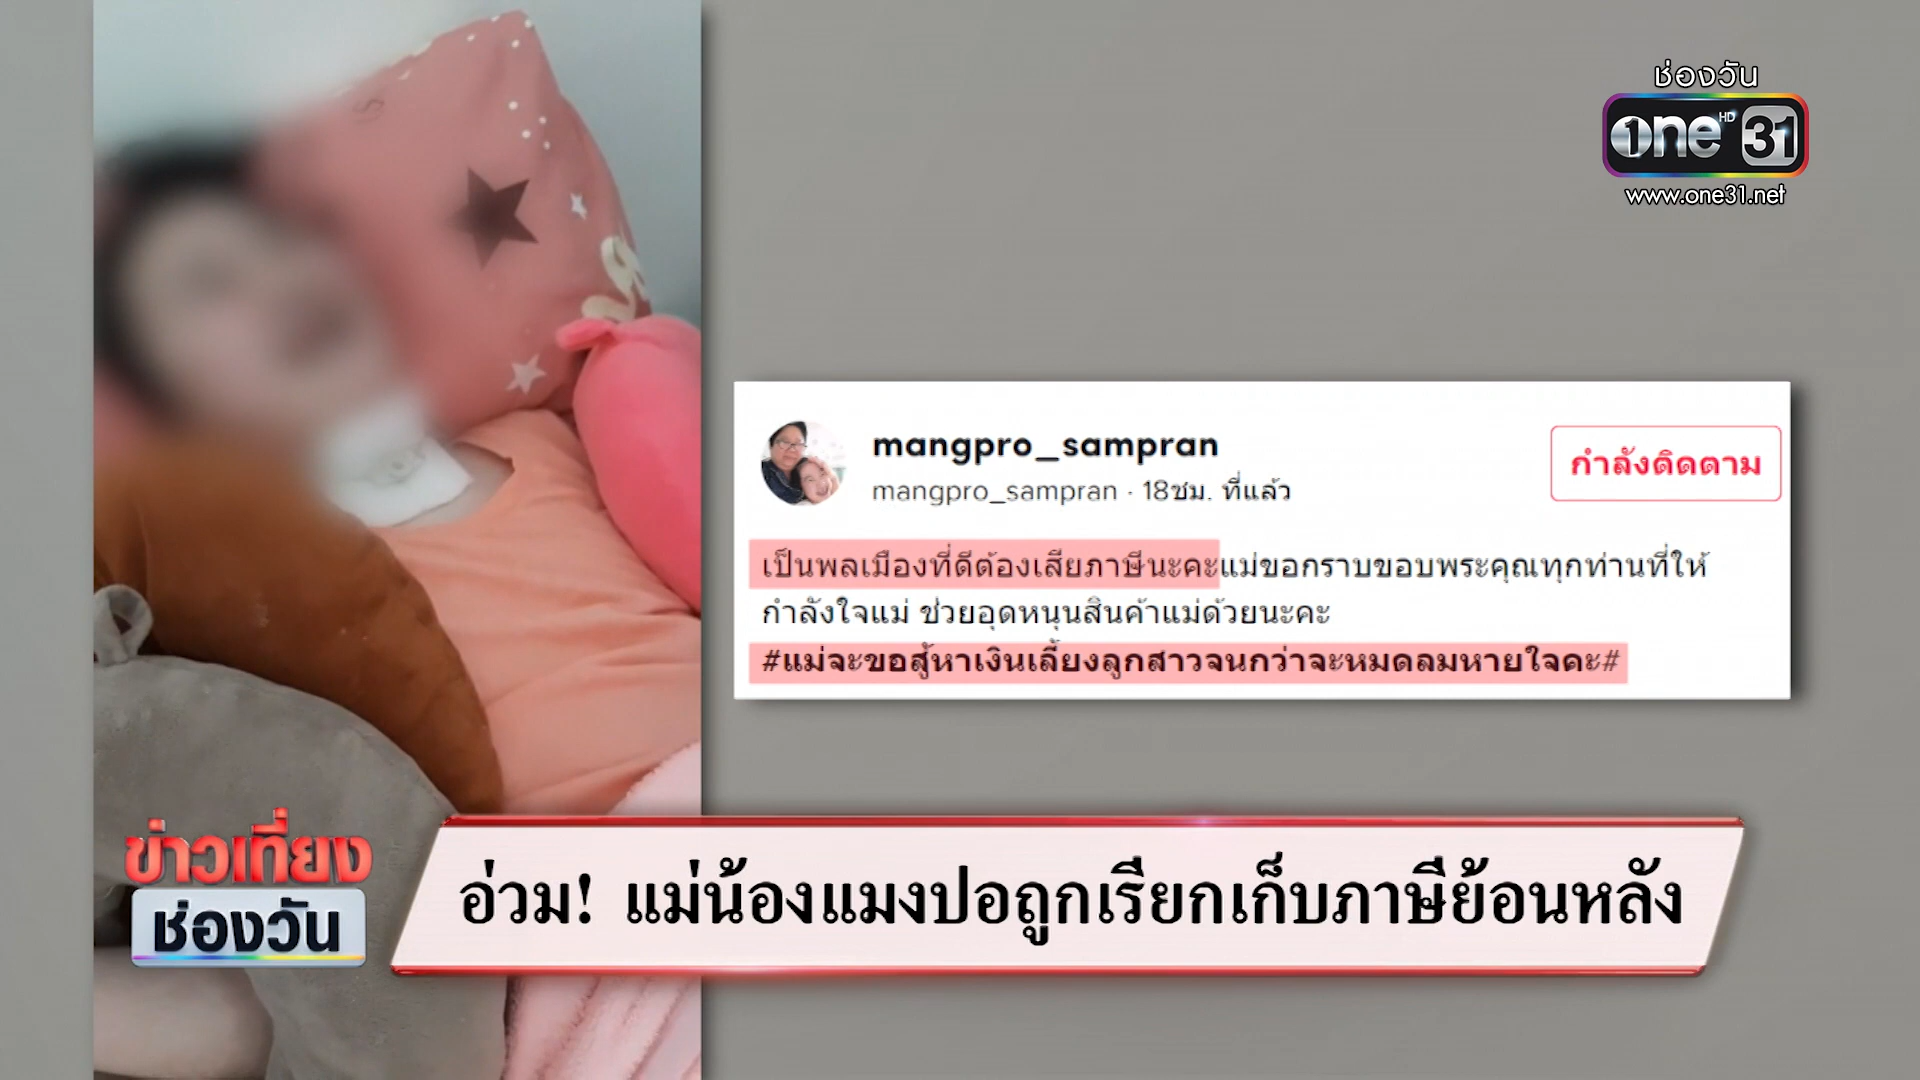 ช่องวัน
one HD 31
www.one31.net
mangpro_sampran
mangpro_sampran · 18ชม. ที่แล้ว
กำลังติดตาม
เป็นพลเมืองที่ดีต้องเสียภาษีนะคะแม่ขอกราบขอบพระคุณทุกท่านที่ให้
กำลังใจแม่ ช่วยอุดหนุนสินค้าแม่ด้วยนะคะ
#แม่จะขอสู้หาเงินเลี้ยงลูกสาวจนกว่าจะหมดลมหายใจคะ#
ข่าวเที่ยง
ช่องวัน
อ่วม! แม่น้องแมงปอถูกเรียกเก็บภาษีย้อนหลัง